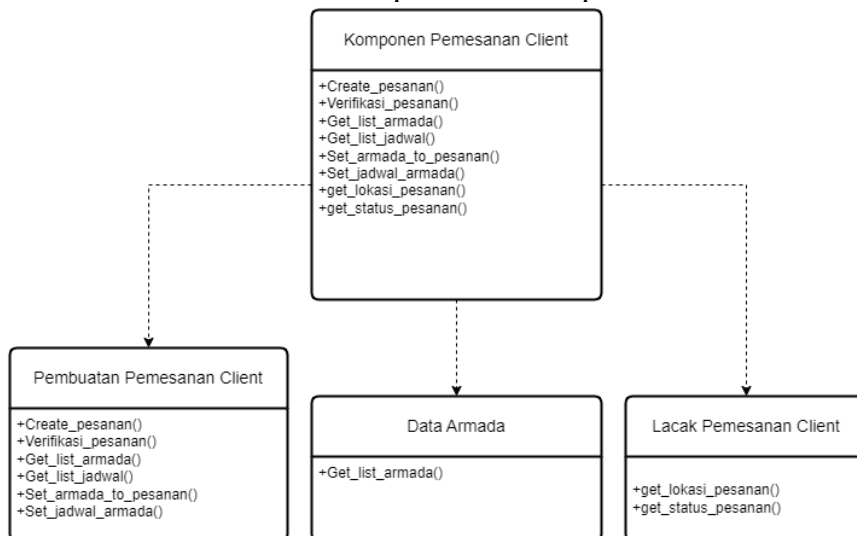 Komponen Pemesanan Client
+Create_pesanan()
+Verifikasi_pesanan()
+Get_list_armada()
+Get_list_jadwal()
+Set_armada_to_pesanan()
+Set_jadwal_armada()
+get_lokasi_pesanan()
+get_status_pesanan()
Pembuatan Pemesanan Client
+Create_pesanan()
+Verifikasi_pesanan()
+Get_list_armada()
+Get_list_jadwal()
+Set_armada_to_pesanan()
+Set_jadwal_armada()
Data Armada
+Get_list_armada()
Lacak Pemesanan Client
+get_lokasi_pesanan()
+get_status_pesanan()